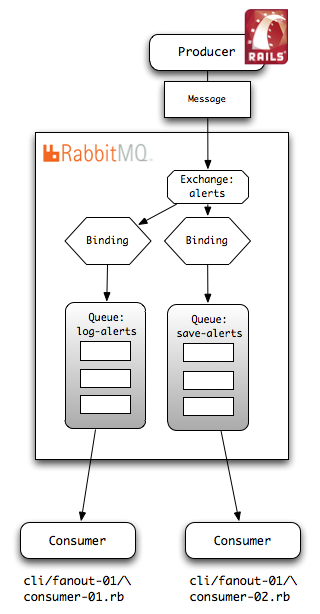 Producer
RAILS
Message
RabbitMQ
Exchange:
alerts
Binding
Binding
Queue:
log-alerts
Queue:
save-alerts
Consumer
Consumer
cli/fanout-01/\
consumer-01.rb
cli/fanout-01/\
consumer-02.rb